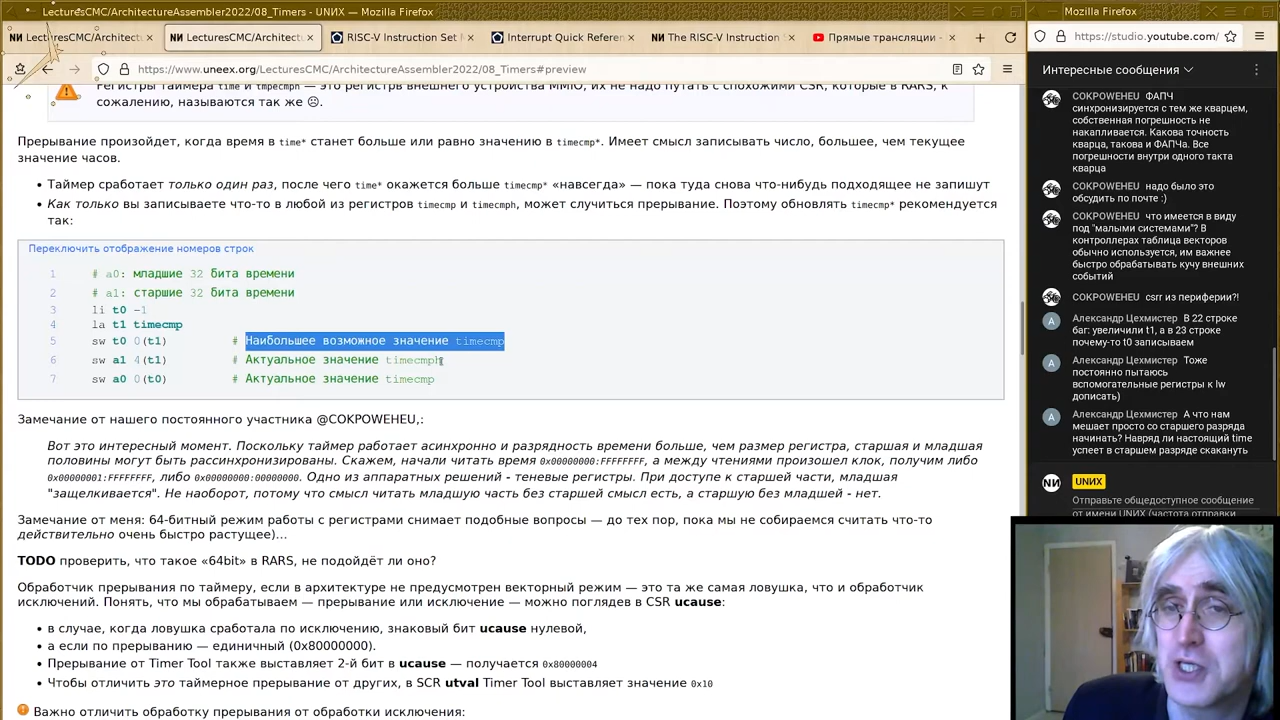 LecturesCMC/ArchitectureAssembler2022/08_Timers - UNИX — Mozilla Firefox
Mozilla Firefox
LecturesCMC/Architectu
LecturesCMC/Architectu
RISC-V Instruction Set M
Interrupt Quick Referen
The RISC-V Instruction S
Прямые трансляции -
https://studio.youtube.com/
https://www.uneex.org/LecturesCMC/ArchitectureAssembler2022/08_Timers#preview
Интересные сообщения
Регистры таймера time и timpecmph — это регистрв внешнего устройства MMIO, их не надо путать с спохожими CSR, которые в RARS, к
сожалению, называются так же ☹.
Прерывание произойдет, когда время в time* станет больше или равно значению в timecmp*. Имеет смысл записывать число, большее, чем текущее
значение часов.
• Таймер сработает только один раз, после чего time* окажется больше timecmp* «навсегда» — пока туда снова что-нибудь подходящее не запишут
• Как только вы записываете что-то в любой из регистров timecmp и timecmph, может случиться прерывание. Поэтому обновлять timecmp* рекомендуется
так:
Переключить отображение номеров строк
1 # a0: младшие 32 бита времени
2 # a1: старшие 32 бита времени
3 li t0 -1
4 la t1 timecmp
5 sw t0 0(t1) # Наибольшее возможное значение timecmp
6 sw a1 4(t1) # Актуальное значение timecmph
7 sw a0 0(t0) # Актуальное значение timecmp
Замечание от нашего постоянного участника @COKPOWEHEU,:
Вот это интересный момент. Поскольку таймер работает асинхронно и разрядность времени больше, чем размер регистра, старшая и младшая
половины могут быть рассинхронизированы. Скажем, начали читать время 0x00000000:FFFFFFFF, а между чтениями произошел клок, получим либо
0x00000001:FFFFFFFF, либо 0x00000000:00000000. Одно из аппаратных решений - теневые регистры. При доступе к старшей части, младшая
"защелкивается". Не наоборот, потому что смысл читать младшую часть без старшей смысл есть, а старшую без младшей - нет.
Замечание от меня: 64-битный режим работы с регистрами снимает подобные вопросы — до тех пор, пока мы не собираемся считать что-то
действительно очень быстро растущее)…
TODO проверить, что такое «64bit» в RARS, не подойдёт ли оно?
Обработчик прерывания по таймеру, если в архитектуре не предусмотрен векторный режим — это та же самая ловушка, что и обработчик
исключений. Понять, что мы обрабатываем — прерывание или исключение — можно поглядев в CSR ucause:
• в случае, когда ловушка сработала по исключению, знаковый бит ucause нулевой,
• а если по прерыванию — единичный (0x80000000).
• Прерывание от Timer Tool также выставляет 2-й бит в ucause — получается 0x80000004
• Чтобы отличить это таймерное прерывание от других, в SCR utval Timer Tool выставляет значение 0x10
Важно отличить обработку прерывания от обработки исключения:
COKPOWEHEU ФАПЧ
синхронизируется с тем же кварцем,
собственная погрешность не
накапливается. Какова точность
кварца, такова и ФАПЧа. Все
погрешности внутри одного такта
кварца
COKPOWEHEU надо было это
обсудить по почте :)
COKPOWEHEU что имеется в виду
под "малыми системами"? В
контроллерах таблица векторов
обычно используется, им важнее
быстро обрабатывать кучу внешних
событий
COKPOWEHEU csrr из периферии?!
Александр Цехмистер В 22 строке
баг: увеличили t1, а в 23 строке
почему-то t0 записываем
Александр Цехмистер Тоже
постоянно пытаюсь
вспомогательные регистры к lw
дописать)
Александр Цехмистер А что нам
мешает просто со старшего разряда
начинать? Навряд ли настоящий time
успеет в старшем разряде скакануть
UNИX
Отправьте общедоступное сообщение
от имени UNИX (частота отправки